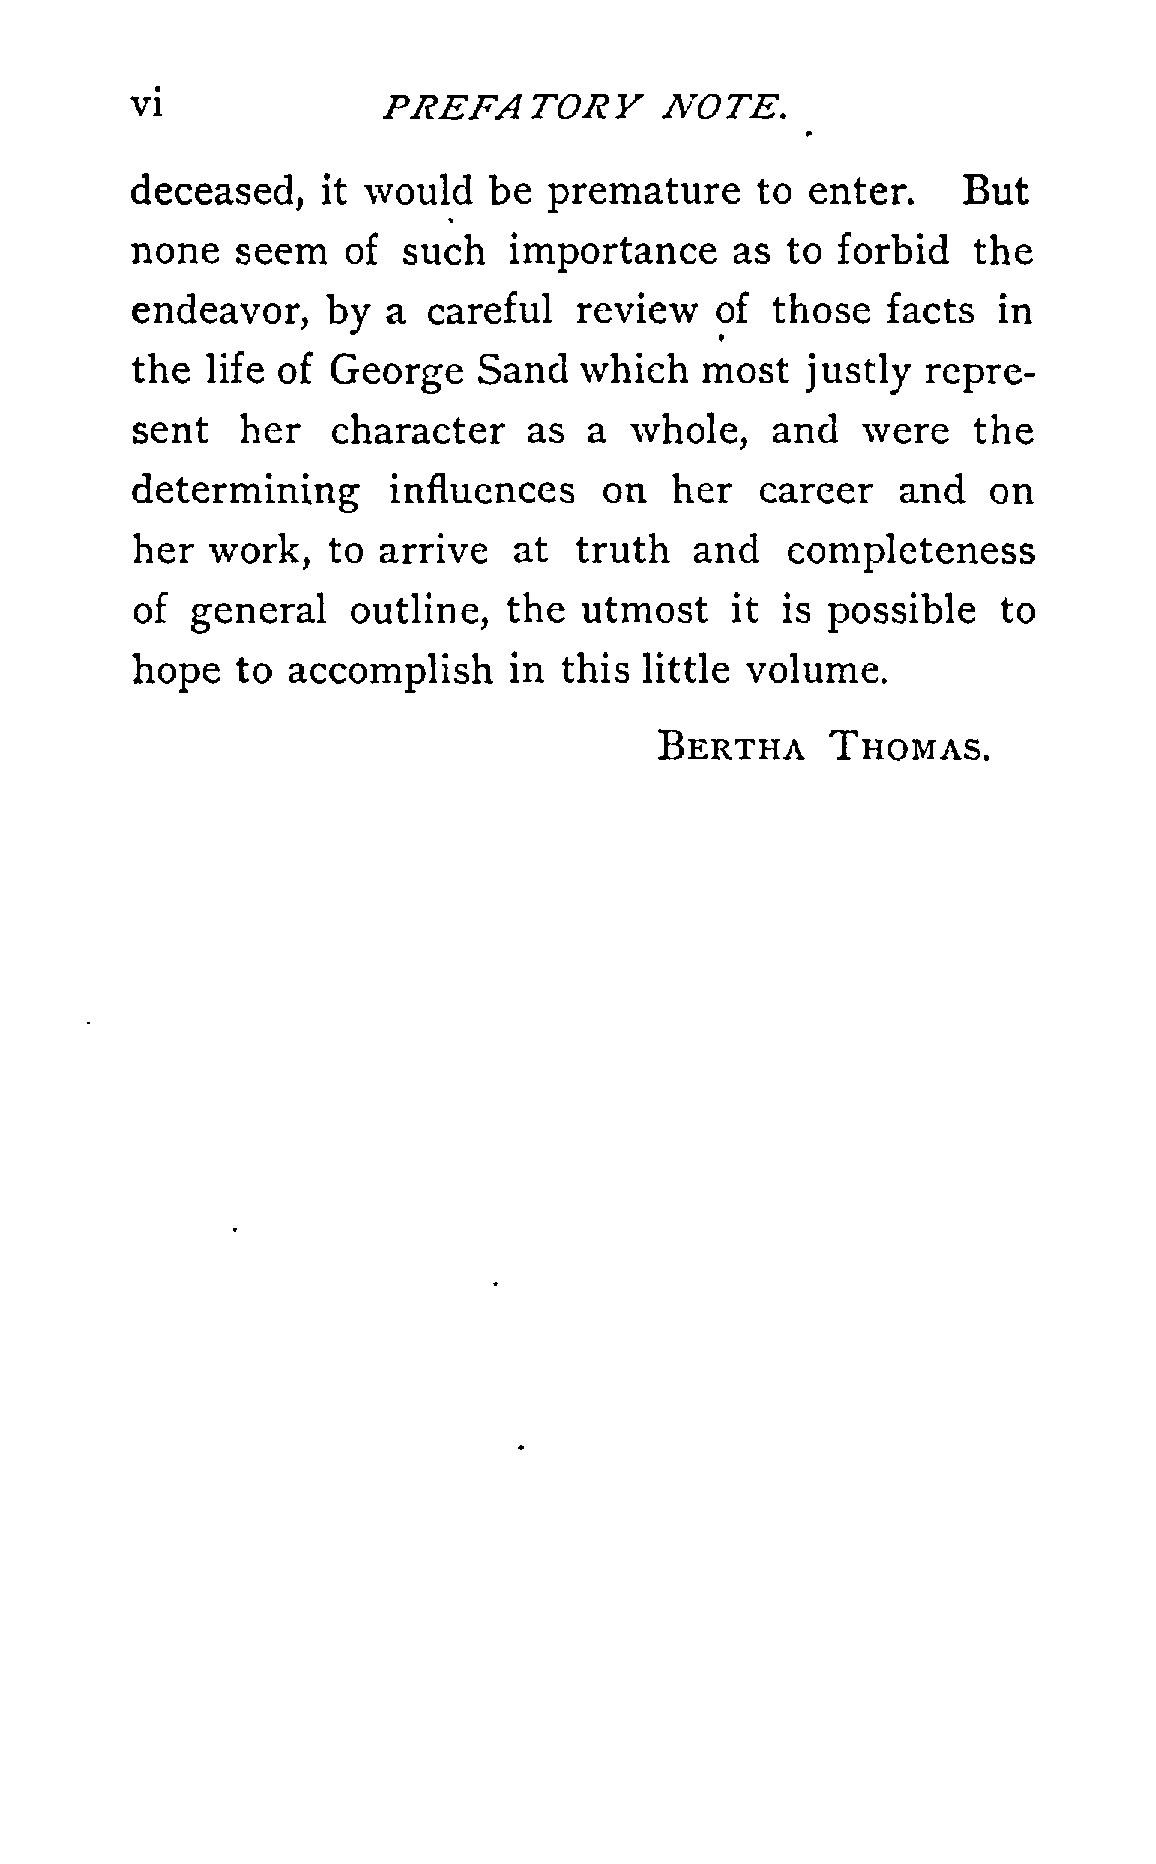 vi PREFATORY NOTE.
deceased, it would be premature to enter. But
none seem of such importance as to forbid the
endeavor, by a careful review of those facts in
the life of George Sand which most justly repre-
sent her character as a whole, and were the
determining influences on her career and on
her work, to arrive at truth and completeness
of general outline, the utmost it is possible to
hope to accomplish in this little volume.
BERTHA THOMAS.